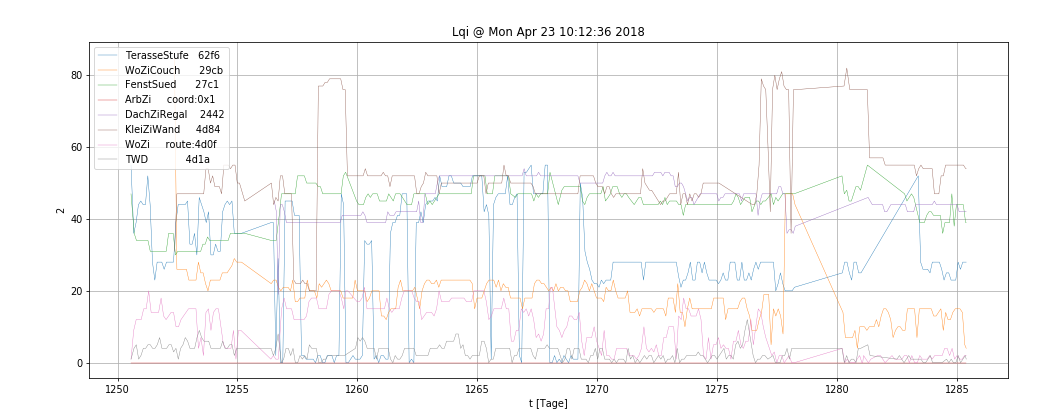 Lqi @ Mon Apr 23 10:12:36 2018
TerasseStufe 62f6
WoZiCouch 29cb
FenstSued 27c1
ArbZi coord:0x1
DachZiRegal 2442
KleiZiWand 4d84
WoZi route:4d0f
TWD 4d1a
80
60
40
20
0
2
1250 1255 1260 1265 1270 1275 1280 1285
t [Tage]